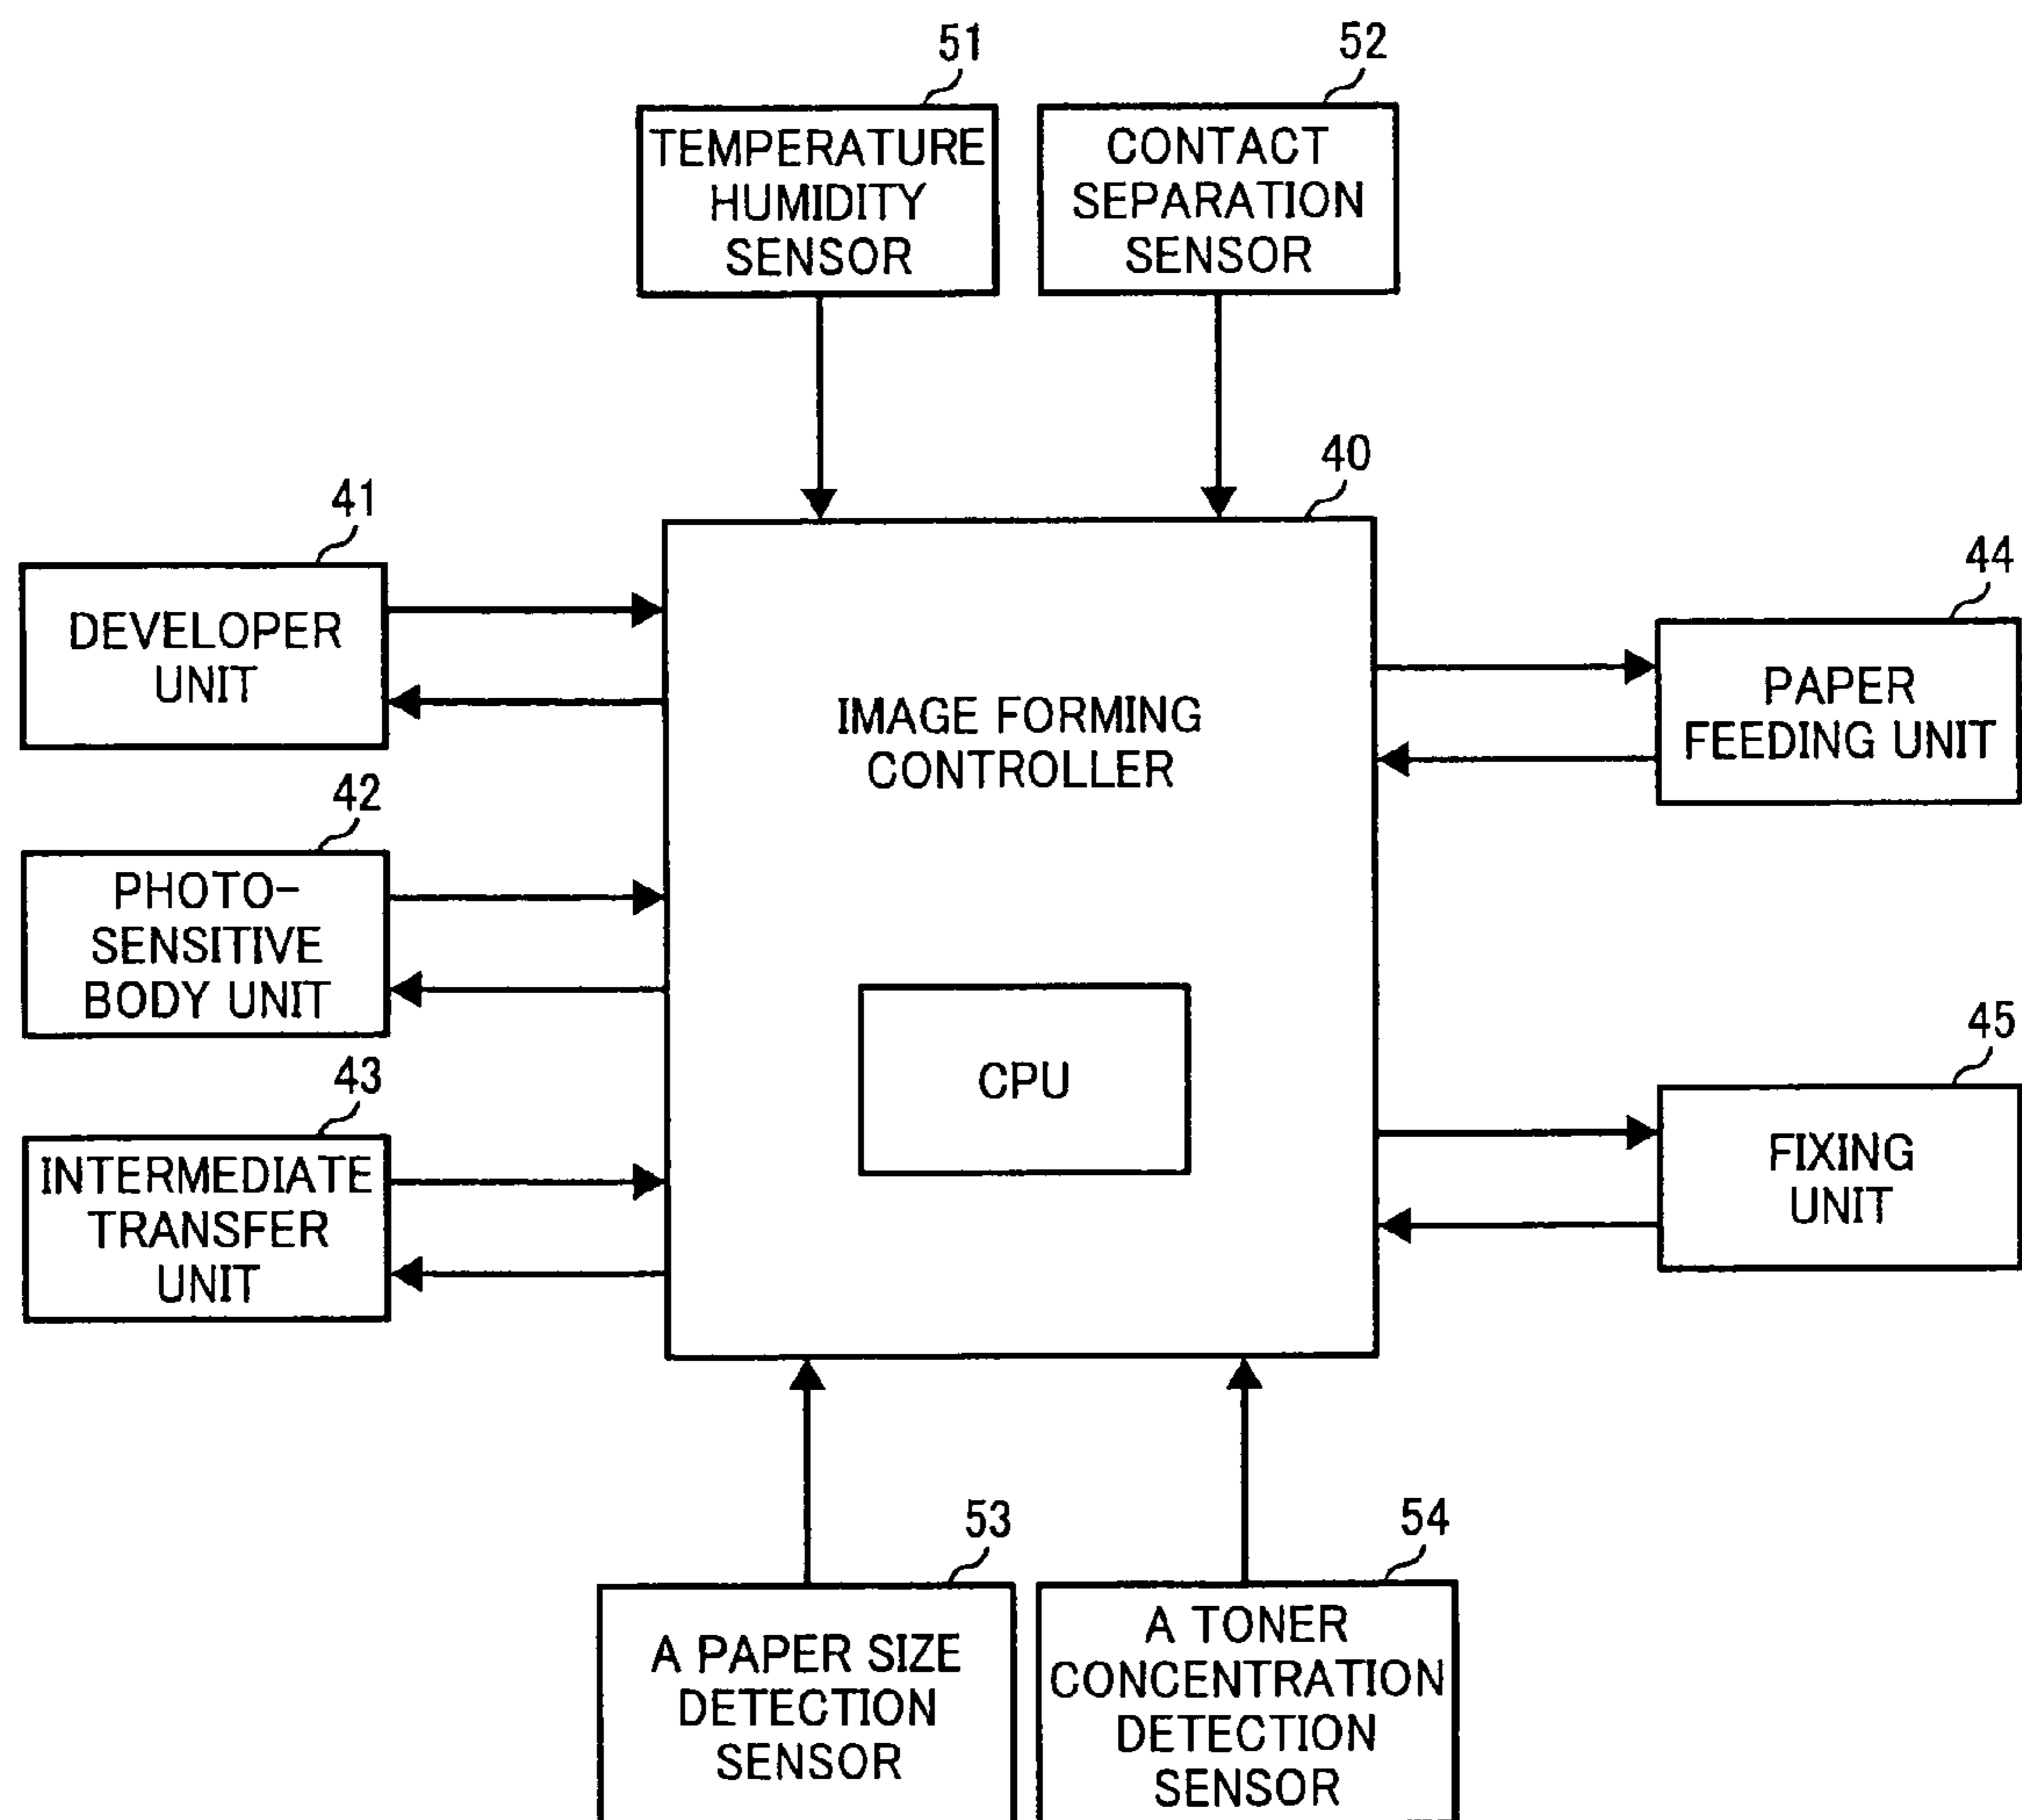 51
52
TEMPERATURE
HUMIDITY
SENSOR
CONTACT
SEPARATION
SENSOR
40
41
DEVELOPER
UNIT
44
PAPER
FEEDING UNIT
IMAGE FORMING
CONTROLLER
42
PHOTO-
SENSITIVE
BODY UNIT
CPU
45
FIXING
UNIT
43
INTERMEDIATE
TRANSFER
UNIT
53
54
A PAPER SIZE
DETECTION
SENSOR
A TONER
CONCENTRATION
DETECTION
SENSOR